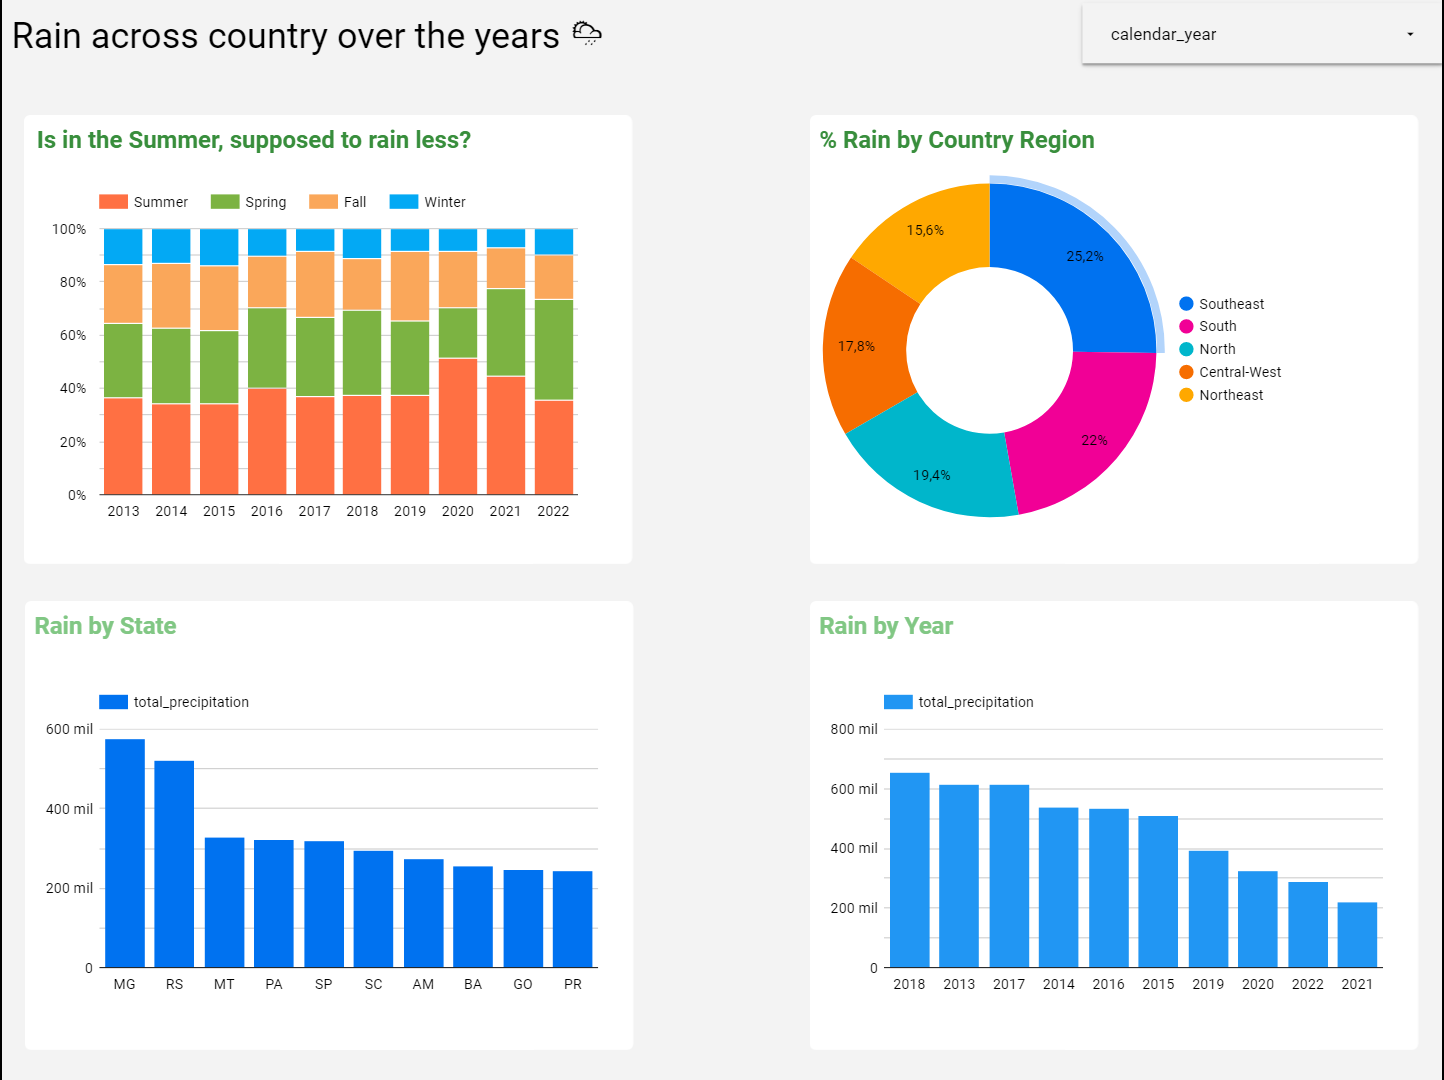 Rain across country over the years
calendar_year
Is in the Summer, supposed to rain less?
Summer Spring Fall Winter
100%
80%
60%
40%
20%
0%
2013 2014 2015 2016 2017 2018 2019 2020 2021 2022
% Rain by Country Region
15,6%
25,2%
17,8%
22%
19,4%
Southeast
South
North
Central-West
Northeast
Rain by State
total_precipitation
600 mil
400 mil
200 mil
0
MG RS MT PA SP SC AM BA GO PR
Rain by Year
total_precipitation
800 mil
600 mil
400 mil
200 mil
0
2018 2013 2017 2014 2016 2015 2019 2020 2022 2021